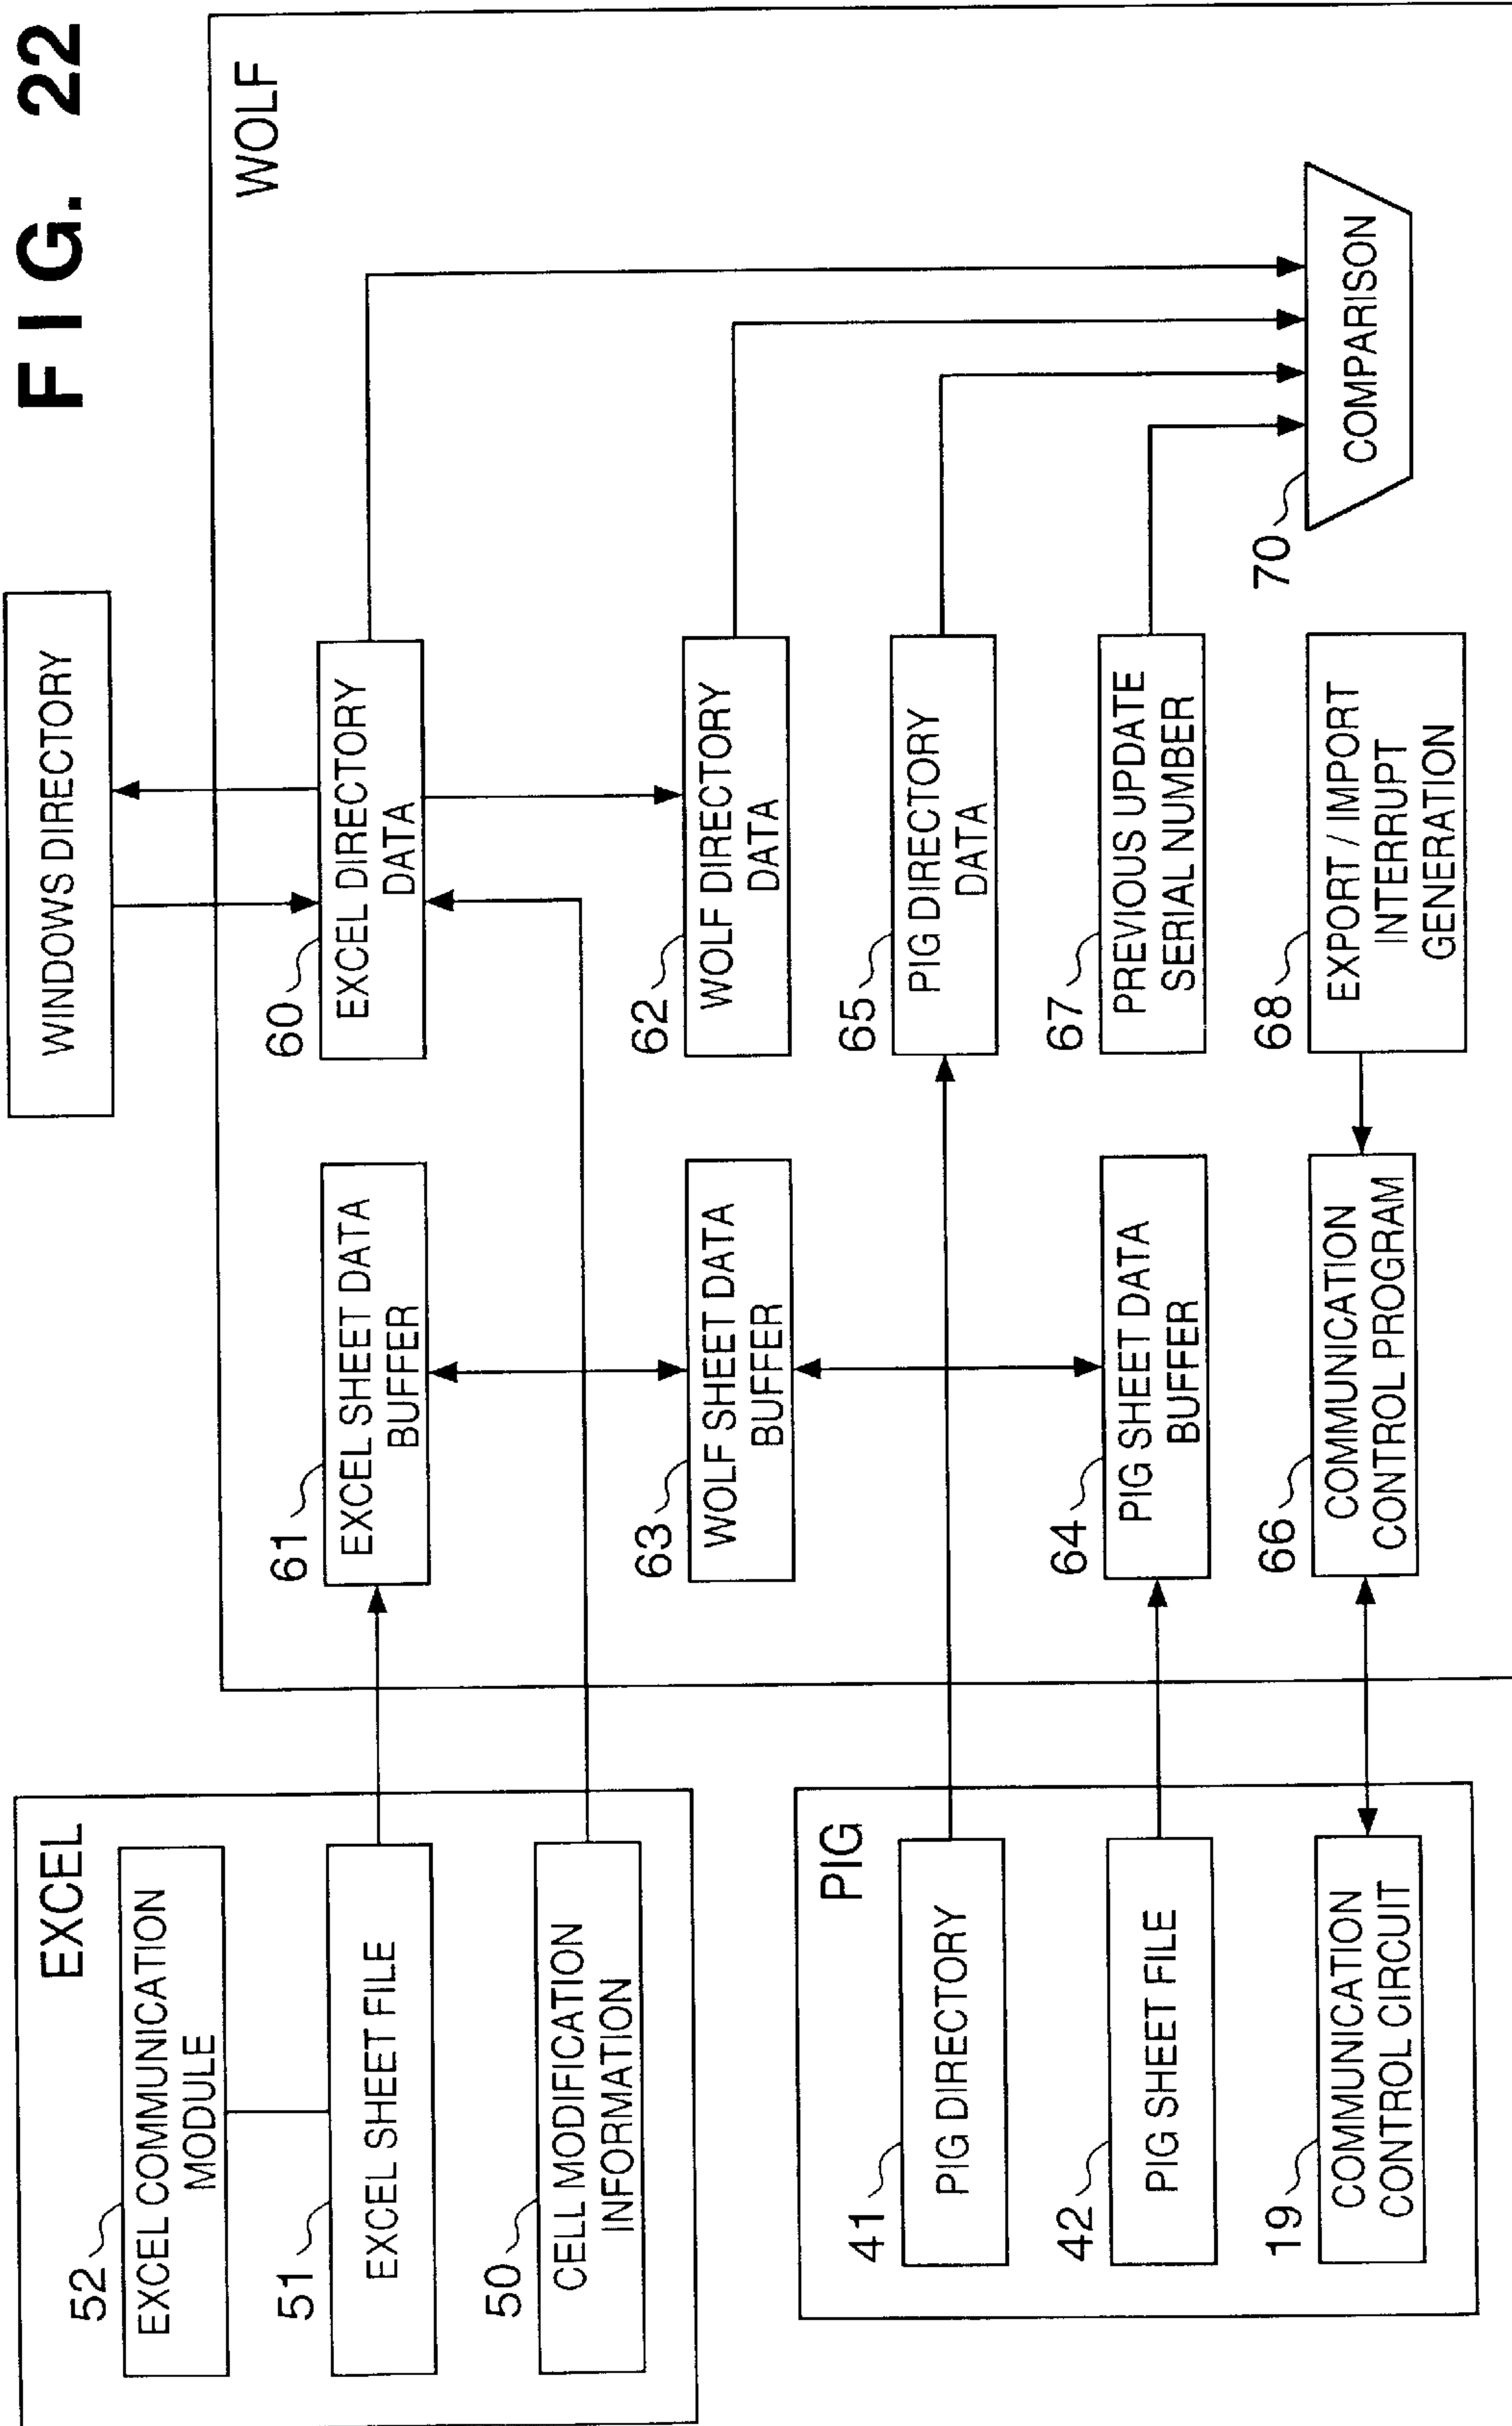 FIG. 22
WINDOWS DIRECTORY
EXCEL
52
EXCEL COMMUNICATION
MODULE
51
EXCEL SHEET FILE
50
CELL MODIFICATION
INFORMATION
PIG
41
PIG DIRECTORY
42
PIG SHEET FILE
19
COMMUNICATION
CONTROL CIRCUIT
WOLF
61
EXCEL SHEET DATA
BUFFER
60
EXCEL DIRECTORY
DATA
63
WOLF SHEET DATA
BUFFER
62
WOLF DIRECTORY
DATA
64
PIG SHEET DATA
BUFFER
65
PIG DIRECTORY
DATA
67
PREVIOUS UPDATE
SERIAL NUMBER
66
COMMUNICATION
CONTROL PROGRAM
68
EXPORT / IMPORT
INTERRUPT
GENERATION
70
COMPARISON